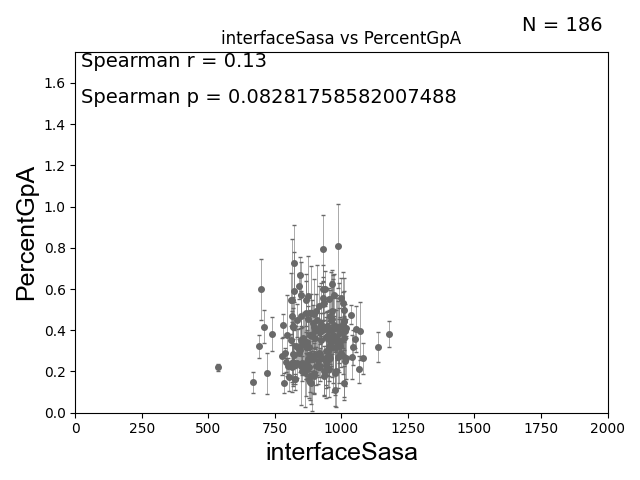 N = 186
interfaceSasa vs PercentGpA
Spearman r = 0.13
Spearman p = 0.08281758582007488
PercentGpA
1.6
1.4
1.2
1.0
0.8
0.6
0.4
0.2
0.0
0 250 500 750 1000 1250 1500 1750 2000
interfaceSasa